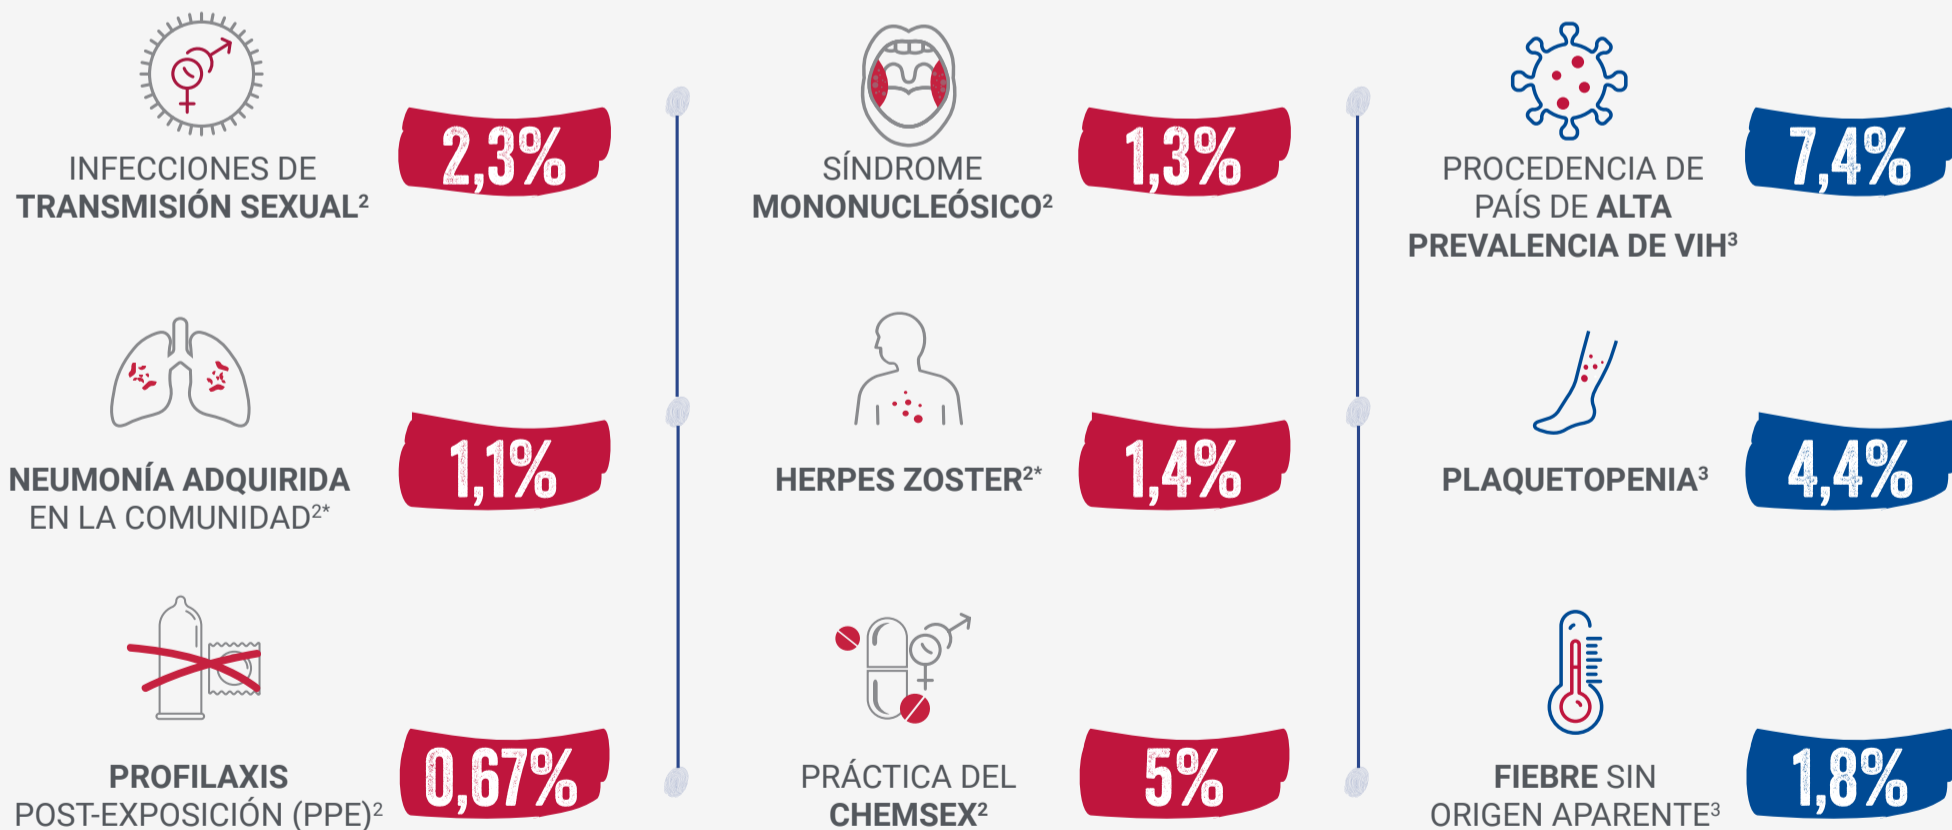 INFECCIONES DE
TRANSMISIÓN SEXUAL²
2,3%
SÍNDROME
MONONUCLEÓSICO²
1,3%
PROCEDENCIA DE
PAÍS DE ALTA
PREVALENCIA DE VIH³
7,4%
NEUMONÍA ADQUIRIDA
EN LA COMUNIDAD²*
1,1%
HERPES ZOSTER²*
1,4%
PLAQUETOPENIA³
4,4%
PROFILAXIS
POST-EXPOSICIÓN (PPE)²
0,67%
PRÁCTICA DEL
CHEMSEX²
5%
FIEBRE SIN
ORIGEN APARENTE³
1,8%